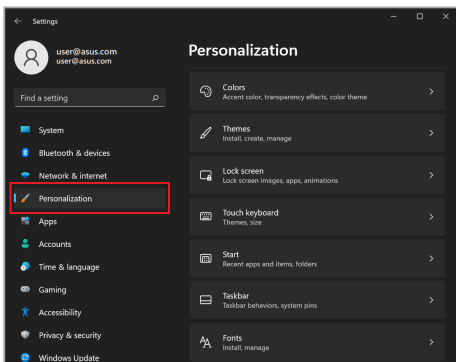 Settings
user@asus.com
user@asus.com
Find a setting
System
Bluetooth & devices
Network & internet
Personalization
Apps
Accounts
Time & language
Gaming
Accessibility
Privacy & security
Windows Update
Personalization
Colors
Accent color, transparency effects, color theme
Themes
Install, create, manage
Lock screen
Lock screen images, apps, animations
Touch keyboard
Themes, size
Start
Recent apps and items, folders
Taskbar
Taskbar behaviors, system pins
Fonts
Install, manage